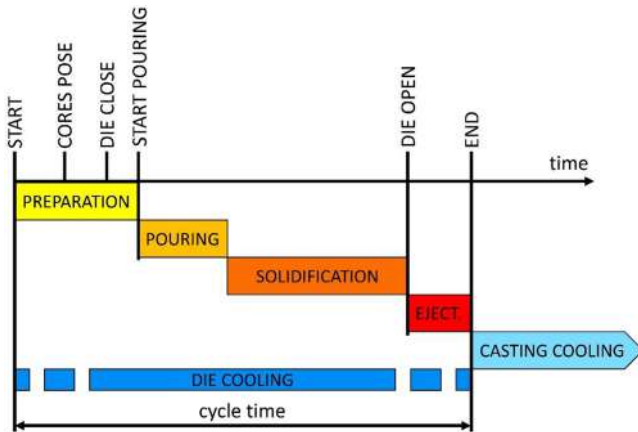 START
CORES POSE
DIE CLOSE
START POURING
DIE OPEN
END
time
PREPARATION
POURING
SOLIDIFICATION
EJECT.
CASTING COOLING
DIE COOLING
cycle time